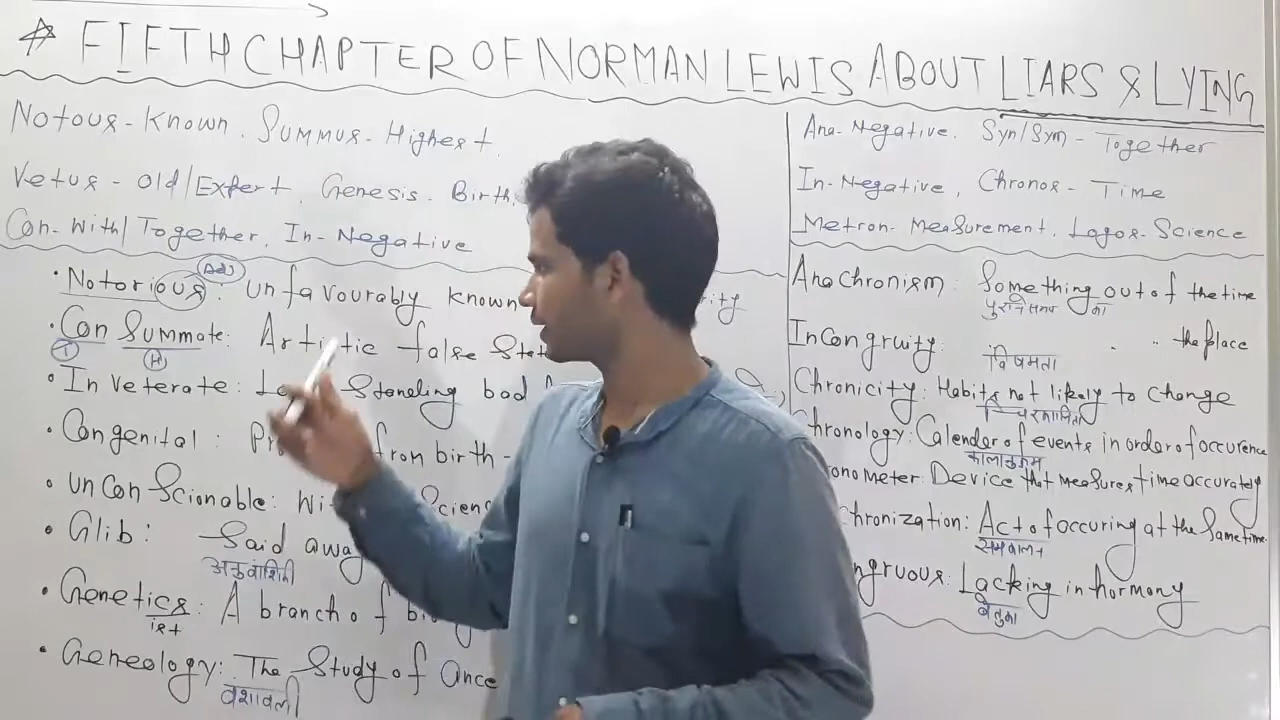 FIFTH CHAPTER OF NORMAN LEWIS ABOUT LIARS & LYING
Notous - Known. Summus - Highest.
Vetus - Old/Expert. Genesis. Birth.
Con - With/Together. In - Negative
Notorious: unfavourably known
Adj
Con Summate: Artistic false
T H
In veterate: Standing bad
Congenital: from birth -
un Con Scionable:
Glib: Said away
अनुवांशिकी
Genetics: A branch of
ist
Geneology: The Study of Ance
वंशावली
Ana - Negative. Syn/Sym - Together
In - Negative, Chronos - Time
Metron - Measurement. Logos - Science
Ana Chronism: Something out of the time
Incongruity: " " the place
विषमता
Chronicity: Habits not likely to change
Chronology: Calender of events in order of occurence
कालानुक्रम
onometer: Device that measures time accurately
chronization: Act of occuring at the same time.
ngruous: Lacking in hormony
बेतुका